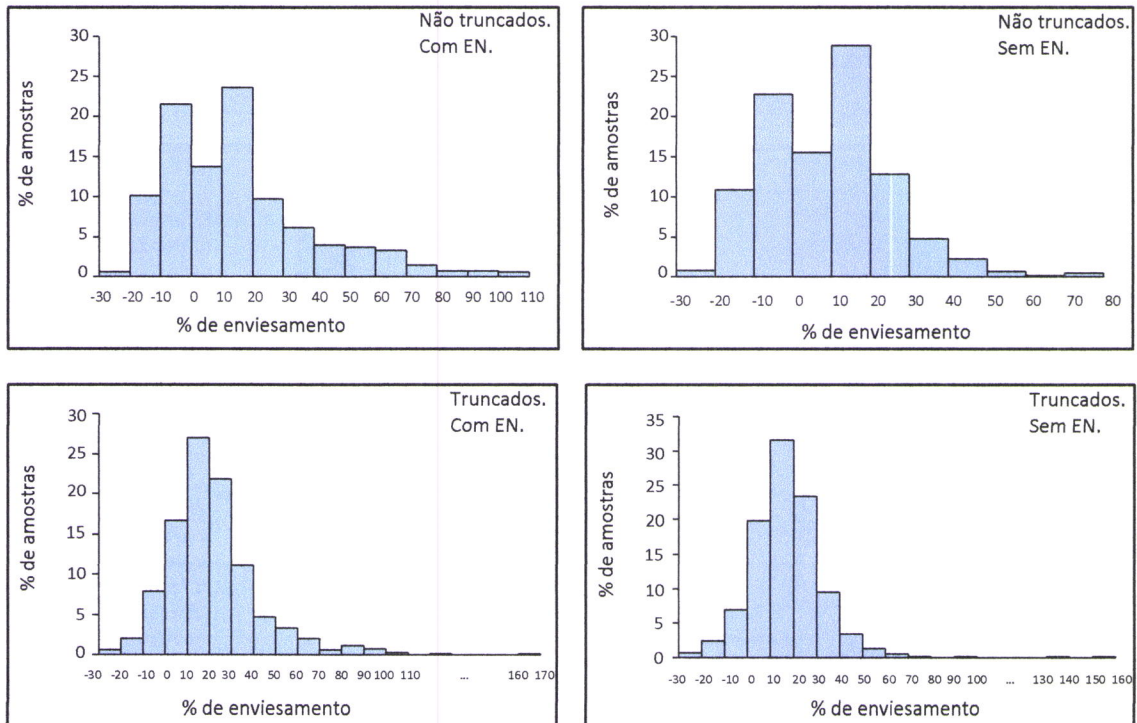 Não truncados.
Com EN.
% de amostras
30
25
20
15
10
5
0
-30 -20 -10 0 10 20 30 40 50 60 70 80 90 100 110
% de enviesamento
Não truncados.
Sem EN.
% de amostras
30
25
20
15
10
5
0
-30 -20 -10 0 10 20 30 40 50 60 70 80
% de enviesamento
Truncados.
Com EN.
% de amostras
30
25
20
15
10
5
0
-30 -20 -10 0 10 20 30 40 50 60 70 80 90 100 110 ... 160 170
% de enviesamento
Truncados.
Sem EN.
% de amostras
35
30
25
20
15
10
5
0
-30 -20 -10 0 10 20 30 40 50 60 70 80 90 100 ... 130 140 150 160
% de enviesamento